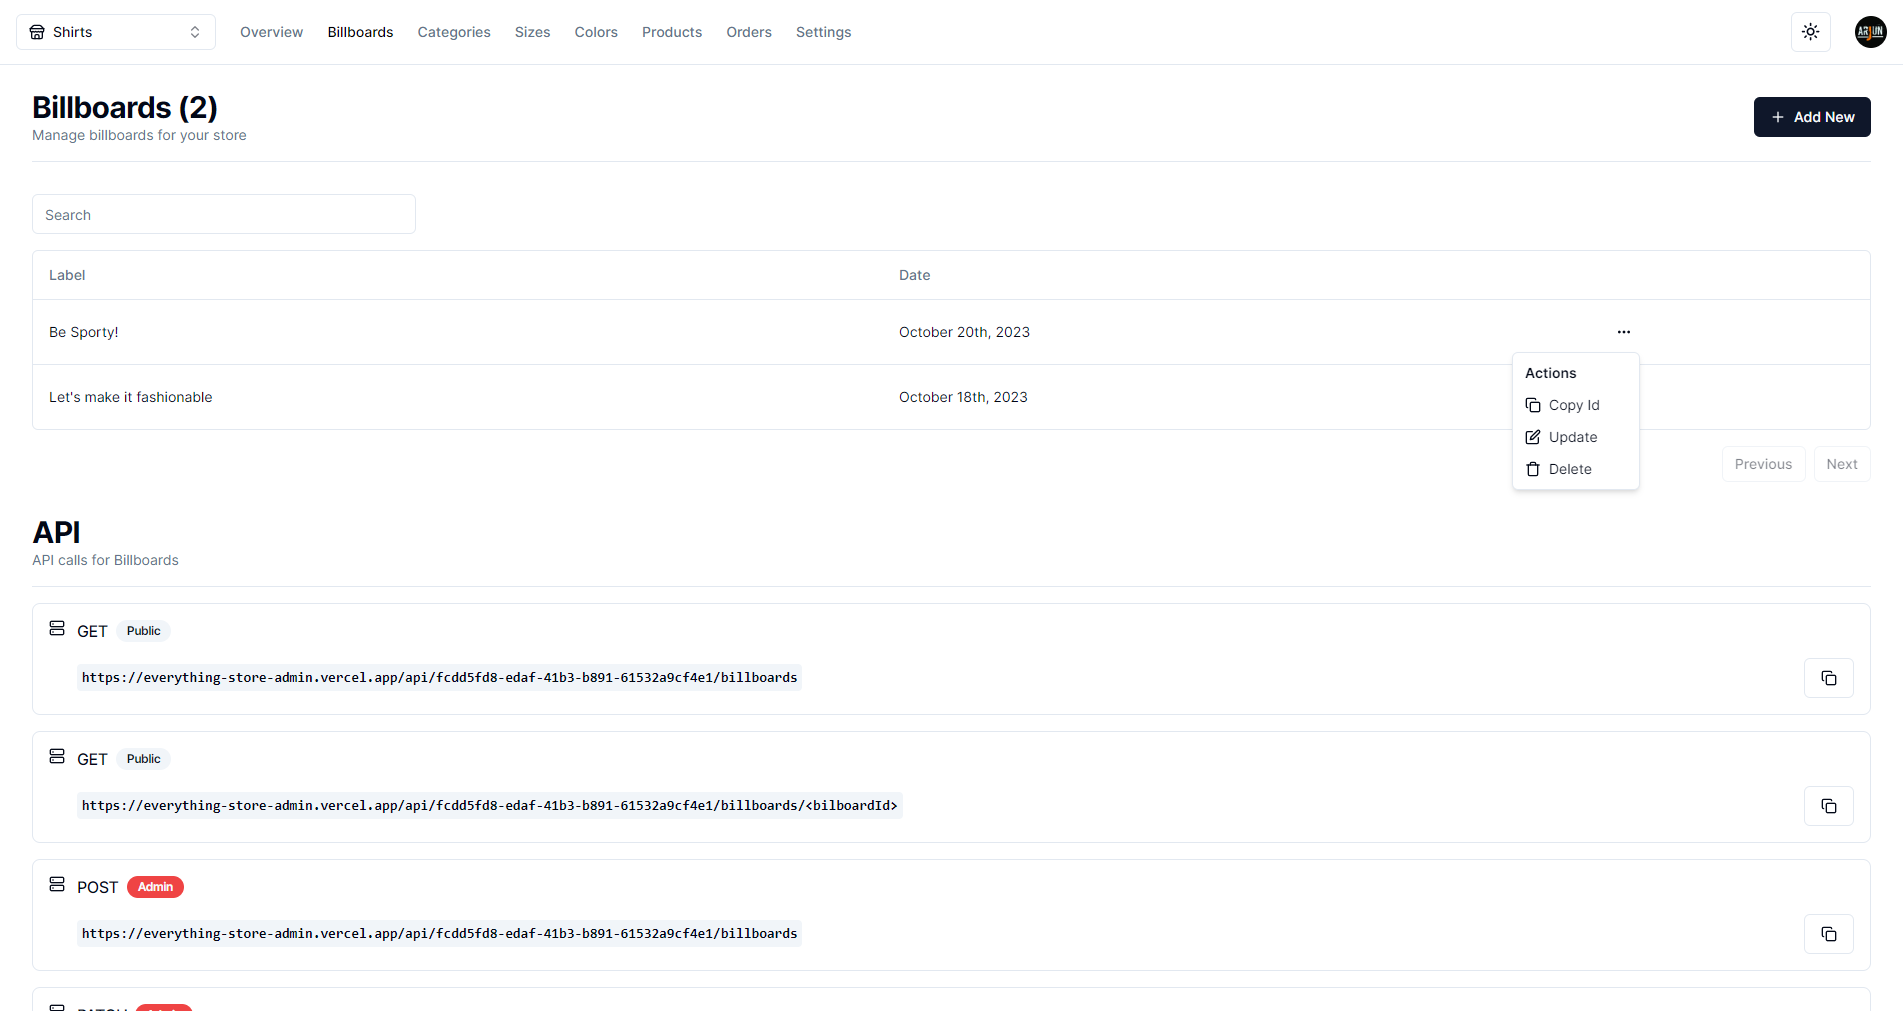 Shirts
Overview Billboards Categories Sizes Colors Products Orders Settings
ARJUN
Billboards (2)
Manage billboards for your store
Add New
Search
Label Date
Be Sporty! October 20th, 2023
Let's make it fashionable October 18th, 2023
Actions
Copy Id
Update
Delete
Previous Next
API
API calls for Billboards
GET Public
https://everything-store-admin.vercel.app/api/fcdd5fd8-edaf-41b3-b891-61532a9cf4e1/billboards
GET Public
https://everything-store-admin.vercel.app/api/fcdd5fd8-edaf-41b3-b891-61532a9cf4e1/billboards/<bilboardId>
POST Admin
https://everything-store-admin.vercel.app/api/fcdd5fd8-edaf-41b3-b891-61532a9cf4e1/billboards
PATCH Admin